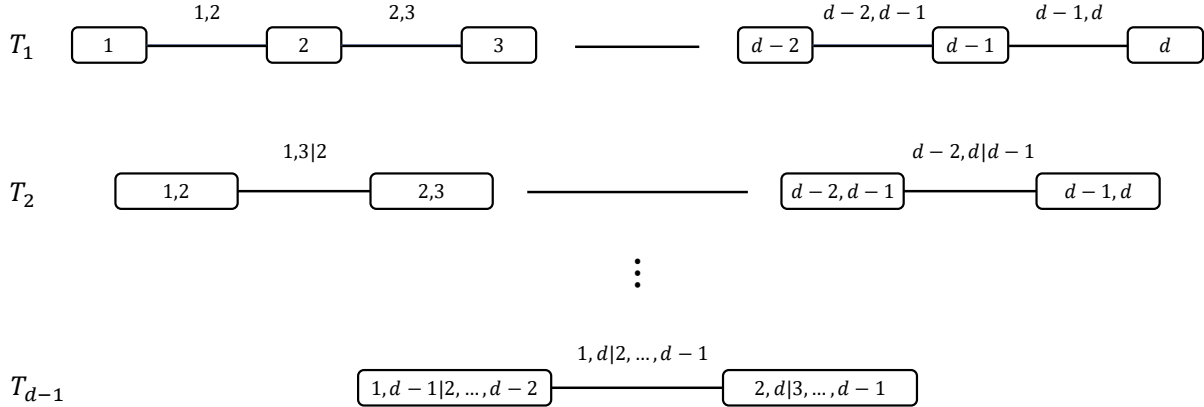 1,2 2,3 d − 2, d − 1 d − 1, d
T₁ 1 2 3 d − 2 d − 1 d
1,3|2 d − 2, d|d − 1
T₂ 1,2 2,3 d − 2, d − 1 d − 1, d
⋮
1, d|2, … , d − 1
T_{d−1} 1, d − 1|2, … , d − 2 2, d|3, … , d − 1